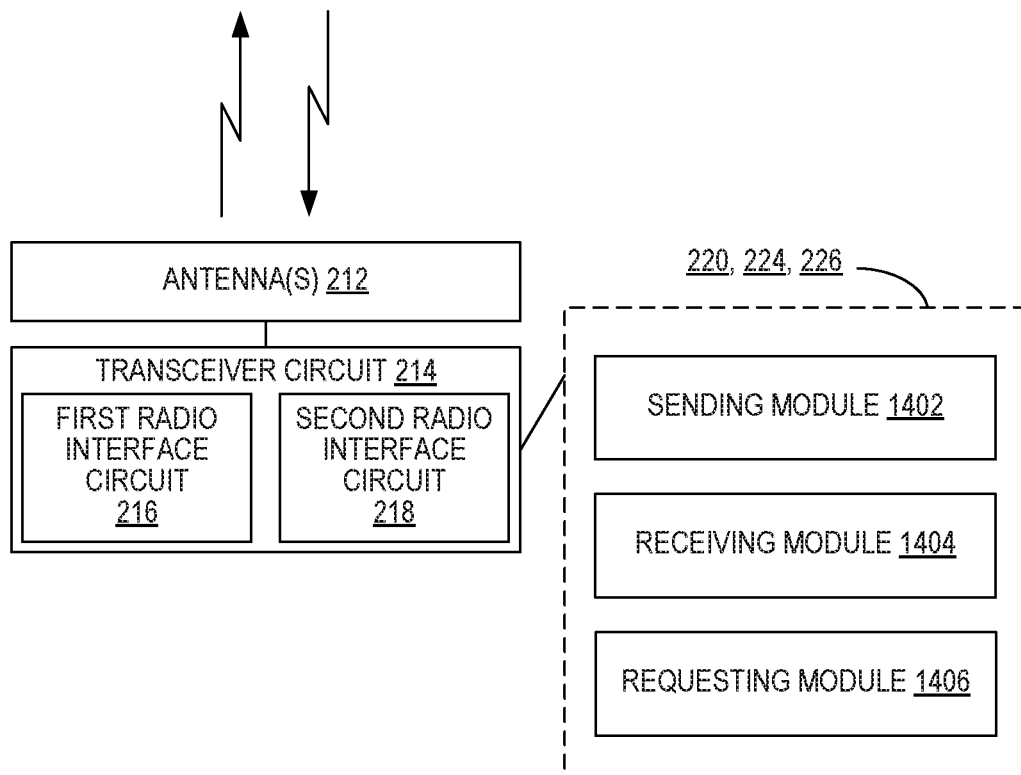 ANTENNA(S) 212
TRANSCEIVER CIRCUIT 214
FIRST RADIO
INTERFACE
CIRCUIT
216
SECOND RADIO
INTERFACE
CIRCUIT
218
220, 224, 226
SENDING MODULE 1402
RECEIVING MODULE 1404
REQUESTING MODULE 1406